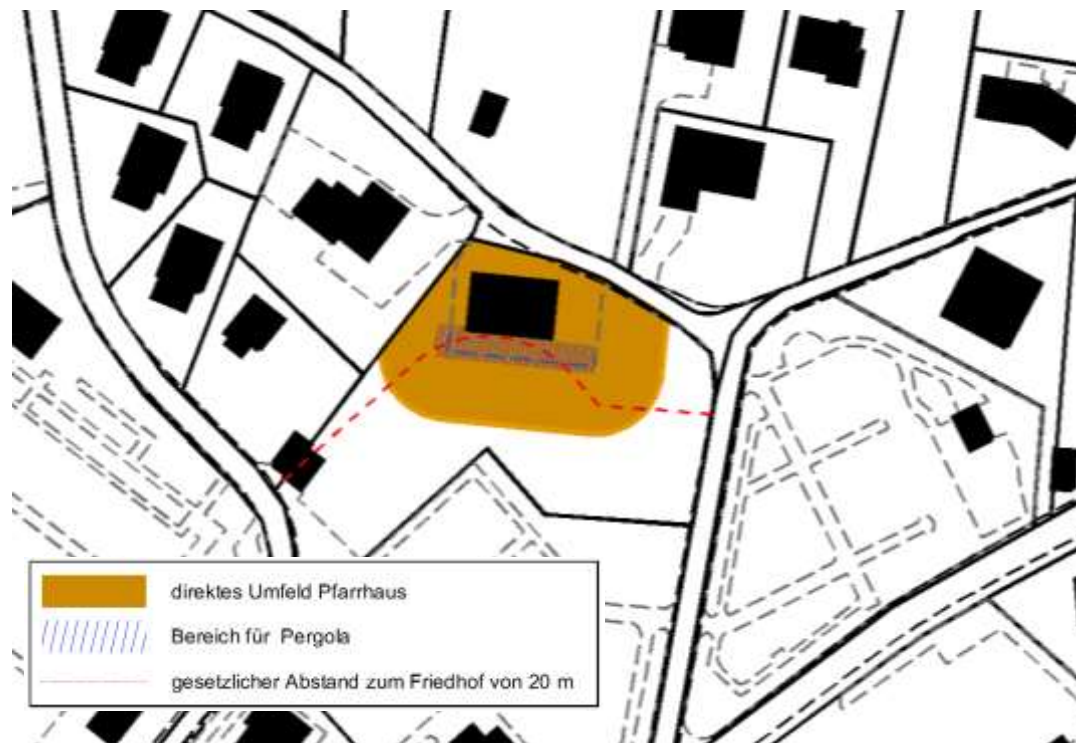 direktes Umfeld Pfarrhaus
Bereich für Pergola
gesetzlicher Abstand zum Friedhof von 20 m